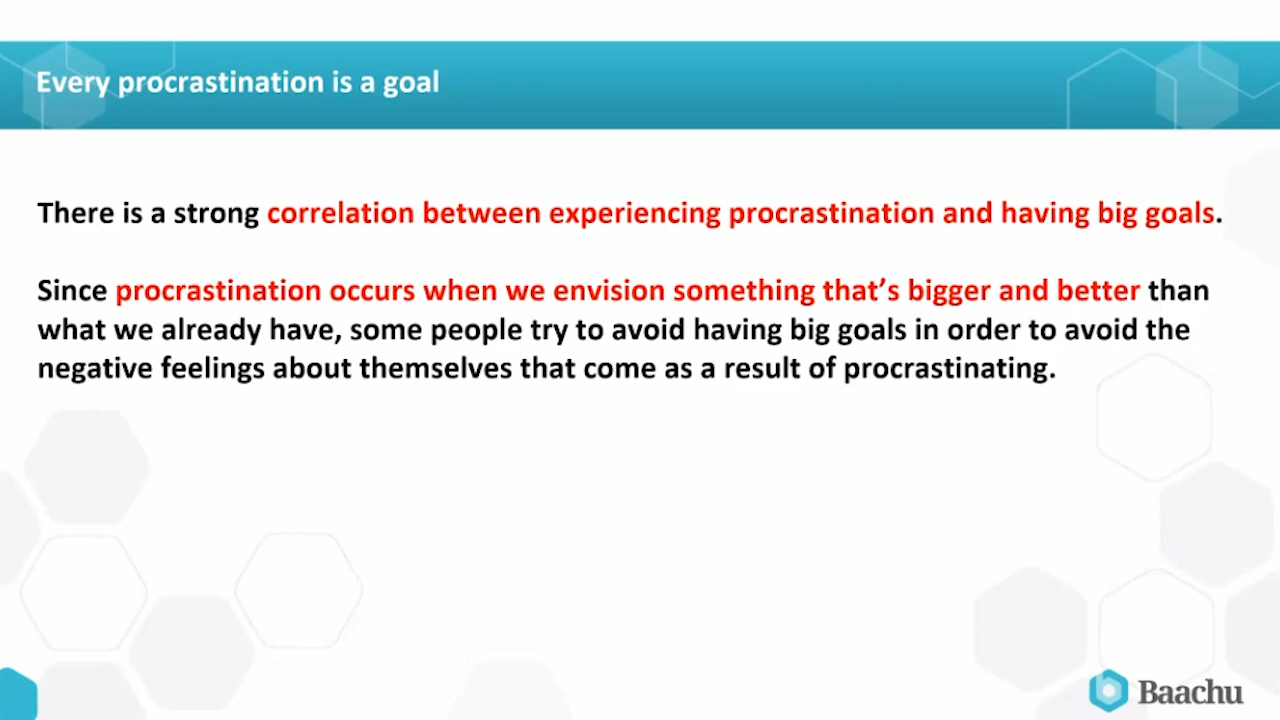 Every procrastination is a goal
There is a strong correlation between experiencing procrastination and having big goals.
Since procrastination occurs when we envision something that’s bigger and better than
what we already have, some people try to avoid having big goals in order to avoid the
negative feelings about themselves that come as a result of procrastinating.
Baachu